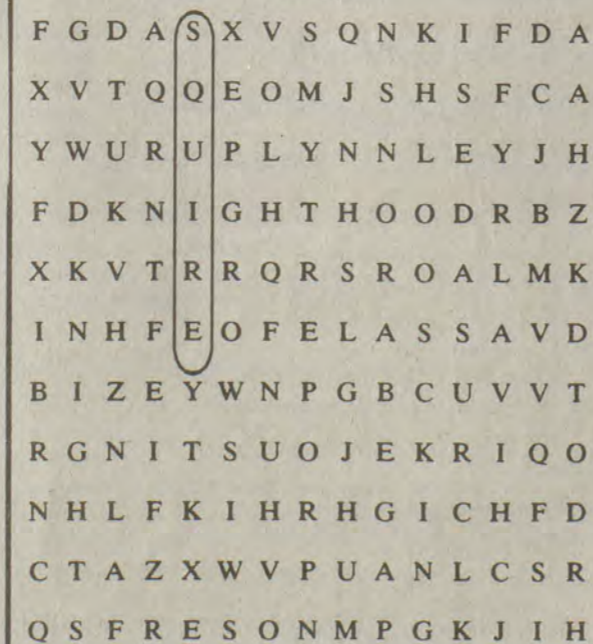 F G D A S X V S Q N K I F D A
X V T Q Q E O M J S H S F C A
Y W U R U P L Y N N L E Y J H
F D K N I G H T H O O D R B Z
X K V T R R Q R S R O A L M K
I N H F E O F E L A S S A V D
B I Z E Y W N P G B C U V V T
R G N I T S U O J E K R I Q O
N H L F K I H R H G I C H F D
C T A Z X W V P U A N L C S R
Q S F R E S O N M P G K J I H